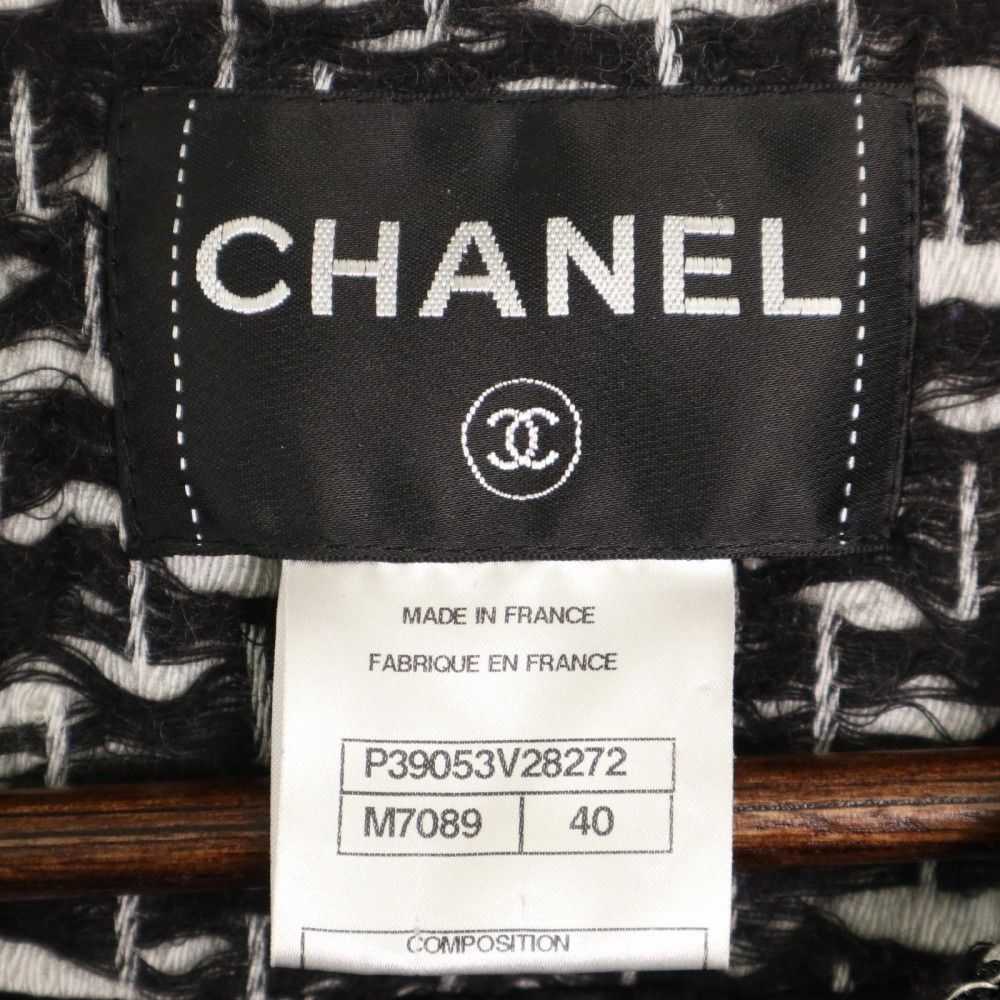 CHANEL
MADE IN FRANCE
FABRIQUE EN FRANCE
P39053V28272
M7089 40
COMPOSITION